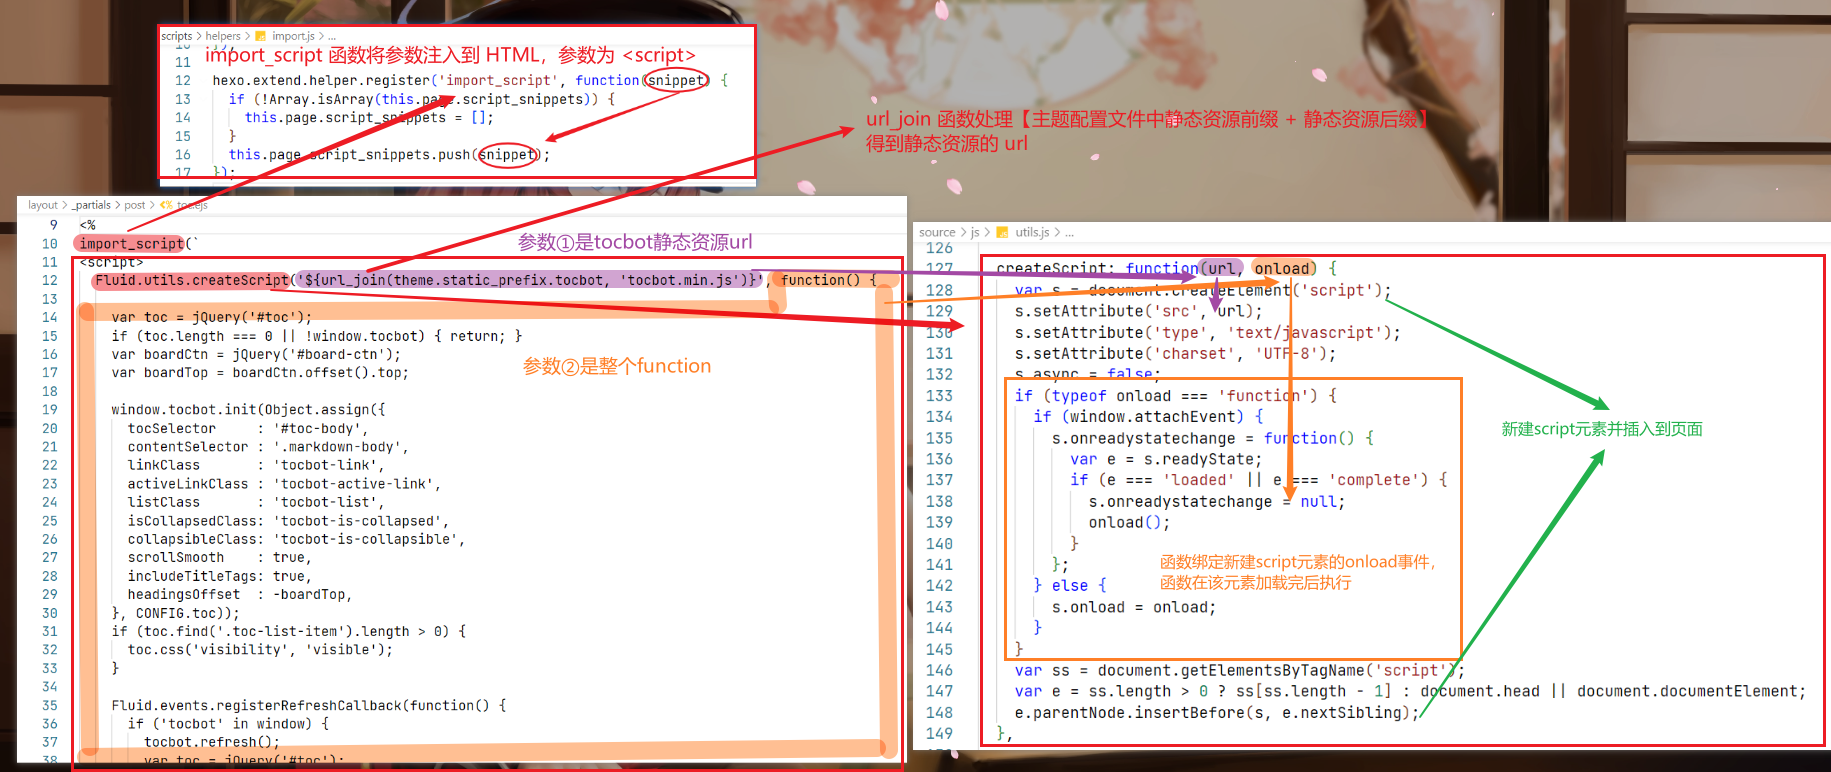 scripts > helpers > import.js > ...
10 });
11
import_script 函数将参数注入到 HTML，参数为 <script>
12 hexo.extend.helper.register('import_script', function(snippet) {
13 if (!Array.isArray(this.page.script_snippets)) {
14 this.page.script_snippets = [];
15 }
16 this.page.script_snippets.push(snippet);
17 });
url_join 函数处理【主题配置文件中静态资源前缀 + 静态资源后缀】
得到静态资源的 url
layout > _partials > post > <% toc.ejs
9 <%
10 import_script(`
参数①是tocbot静态资源url
11 <script>
12 Fluid.utils.createScript('${url_join(theme.static_prefix.tocbot, 'tocbot.min.js')}', function() {
13
14 var toc = jQuery('#toc');
15 if (toc.length === 0 || !window.tocbot) { return; }
16 var boardCtn = jQuery('#board-ctn');
17 var boardTop = boardCtn.offset().top;
参数②是整个function
18
19 window.tocbot.init(Object.assign({
20 tocSelector : '#toc-body',
21 contentSelector : '.markdown-body',
22 linkClass : 'tocbot-link',
23 activeLinkClass : 'tocbot-active-link',
24 listClass : 'tocbot-list',
25 isCollapsedClass: 'tocbot-is-collapsed',
26 collapsibleClass: 'tocbot-is-collapsible',
27 scrollSmooth : true,
28 includeTitleTags: true,
29 headingsOffset : -boardTop,
30 }, CONFIG.toc));
31 if (toc.find('.toc-list-item').length > 0) {
32 toc.css('visibility', 'visible');
33 }
34
35 Fluid.events.registerRefreshCallback(function() {
36 if ('tocbot' in window) {
37 tocbot.refresh();
38 var toc = jQuery('#toc');
source > js > utils.js > ...
126
127 createScript: function(url, onload) {
128 var s = document.createElement('script');
129 s.setAttribute('src', url);
130 s.setAttribute('type', 'text/javascript');
131 s.setAttribute('charset', 'UTF-8');
132 s.async = false;
133 if (typeof onload === 'function') {
134 if (window.attachEvent) {
135 s.onreadystatechange = function() {
136 var e = s.readyState;
137 if (e === 'loaded' || e === 'complete') {
138 s.onreadystatechange = null;
139 onload();
140 }
141 };
142 } else {
143 s.onload = onload;
144 }
145 }
146 var ss = document.getElementsByTagName('script');
147 var e = ss.length > 0 ? ss[ss.length - 1] : document.head || document.documentElement;
148 e.parentNode.insertBefore(s, e.nextSibling);
149 },
函数绑定新建script元素的onload事件，
函数在该元素加载完后执行
新建script元素并插入到页面